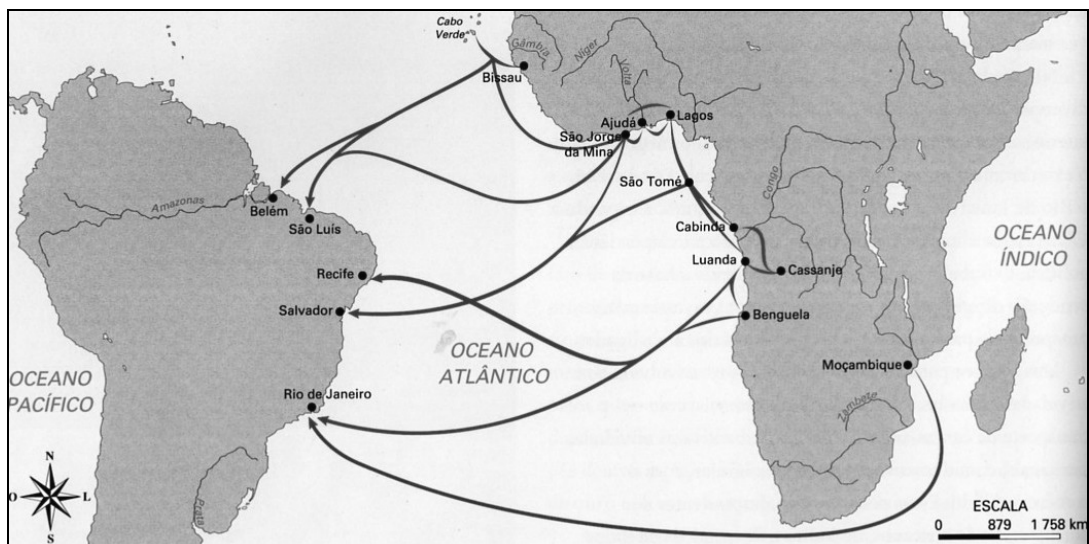 Cabo
Verde
Gâmbia
Níger
Bissau
Volta
Ajudá
Lagos
São Jorge
da Mina
São Tomé
Congo
Amazonas
Belém
São Luís
Cabinda
Luanda
Cassanje
OCEANO
ÍNDICO
Recife
Salvador
Benguela
OCEANO
ATLÂNTICO
Moçambique
OCEANO
PACÍFICO
Rio de Janeiro
Zambeze
Prata
N
O
L
S
ESCALA
0 879 1 758 km